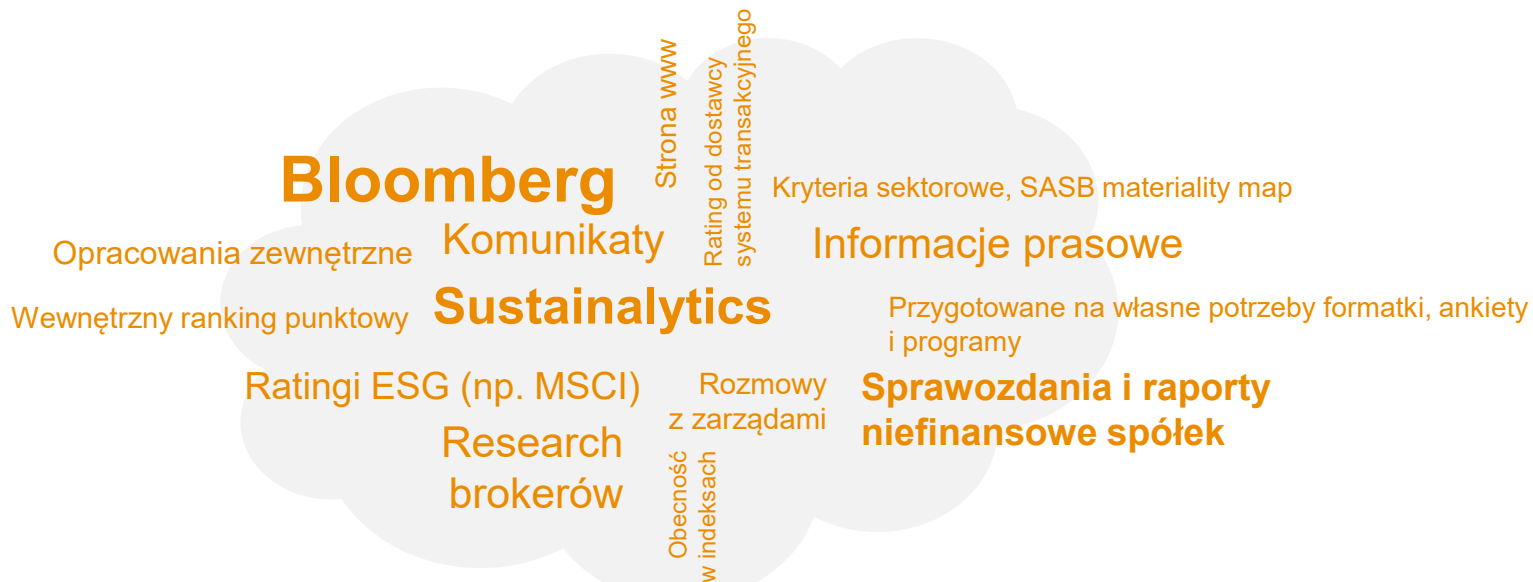 Strona www
Rating od dostawcy
systemu transakcyjnego
Bloomberg
Kryteria sektorowe, SASB materiality map
Opracowania zewnętrzne
Komunikaty
Informacje prasowe
Wewnętrzny ranking punktowy
Sustainalytics
Przygotowane na własne potrzeby formatki, ankiety
i programy
Ratingi ESG (np. MSCI)
Rozmowy
z zarządami
Sprawozdania i raporty
niefinansowe spółek
Research
brokerów
Obecność
w indeksach